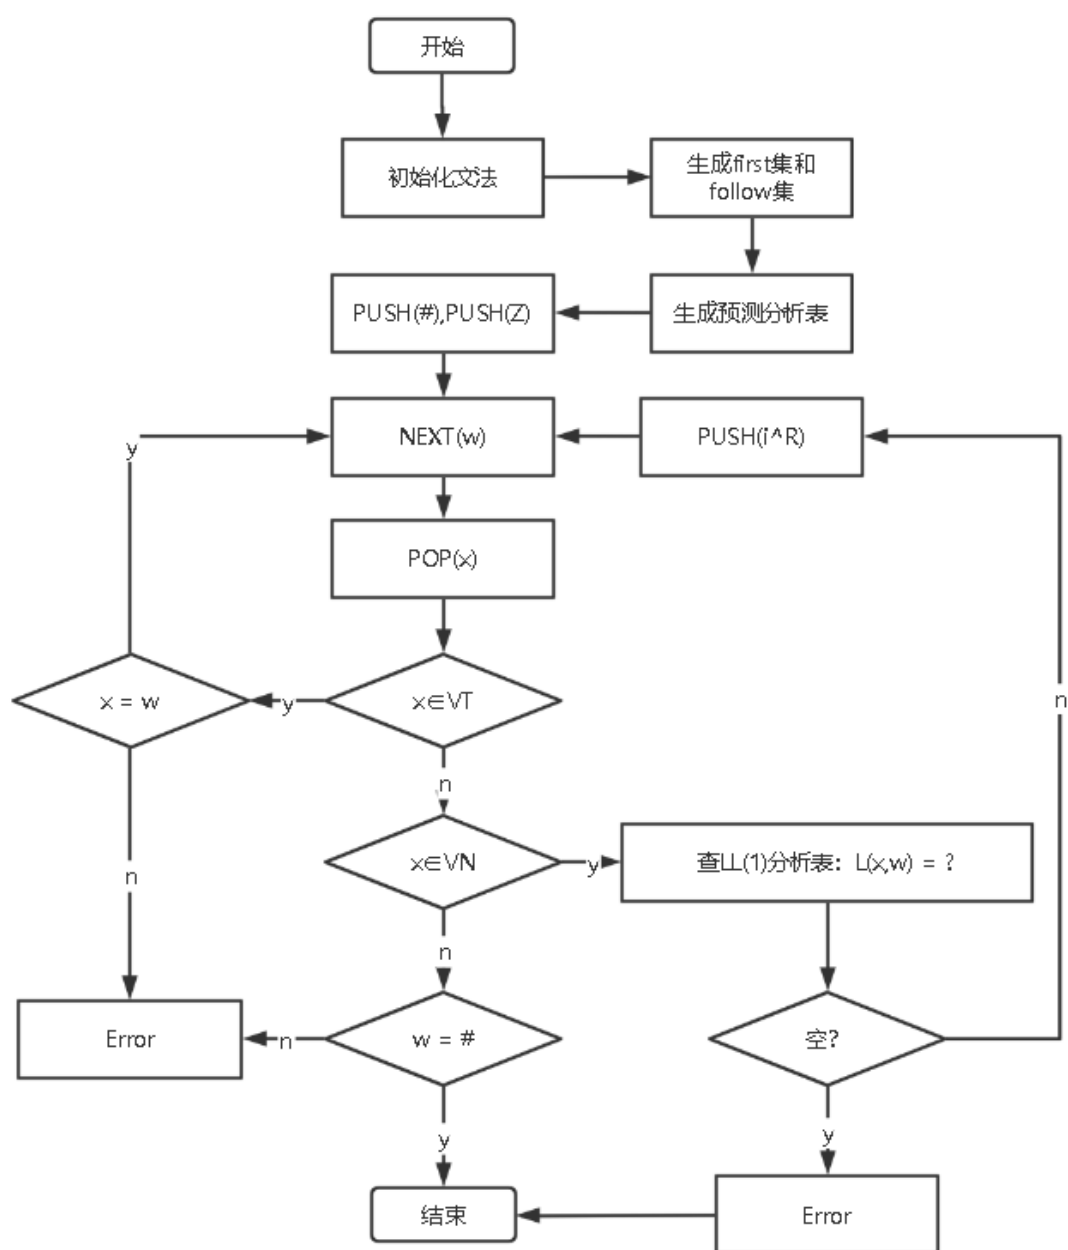 开始
初始化文法
生成first集和
follow集
PUSH(#),PUSH(Z)
生成预测分析表
y
NEXT(w)
PUSH(i^R)
POP(x)
x = w
y
x∈VT
n
n
x∈VN
y
查LL(1)分析表：L(x,w) = ?
n
n
Error
n
w = #
空?
y
y
结束
Error